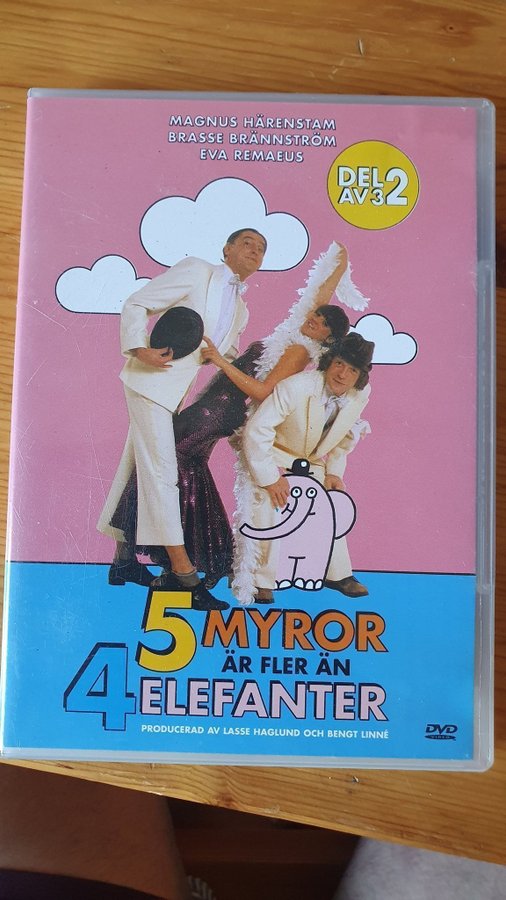 MAGNUS HÄRENSTAM
BRASSE BRÄNNSTRÖM
EVA REMAEUS
DEL 2
AV 3
5 MYROR
ÄR FLER ÄN
4 ELEFANTER
PRODUCERAD AV LASSE HAGLUND OCH BENGT LINNÉ
DVD
VIDEO